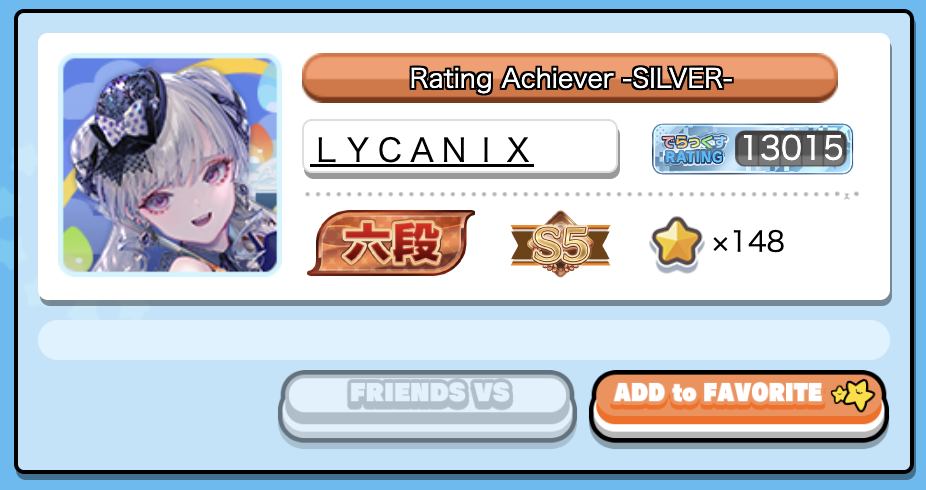 Rating Achiever -SILVER-
ＬＹＣＡＮＩＸ
でらっくす
RATING
13015
六段
S5
×148
FRIENDS VS
ADD to FAVORITE